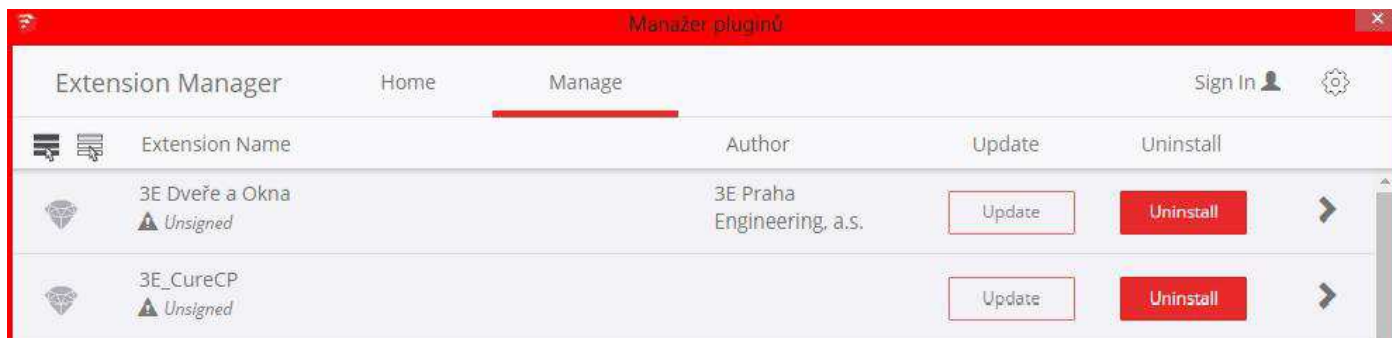 Manažer pluginů
Extension Manager Home Manage Sign In
Extension Name Author Update Uninstall
3E Dveře a Okna 3E Praha
Unsigned Engineering, a.s. Update Uninstall
3E_CureCP
Unsigned Update Uninstall